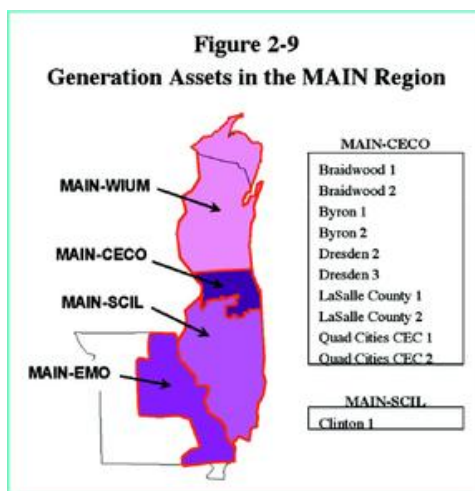 Figure 2-9
Generation Assets in the MAIN Region
MAIN-WIUM
MAIN-CECO
MAIN-SCIL
MAIN-EMO
MAIN-CECO
Braidwood 1
Braidwood 2
Byron 1
Byron 2
Dresden 2
Dresden 3
LaSalle County 1
LaSalle County 2
Quad Cities CEC 1
Quad Cities CEC 2
MAIN-SCIL
Clinton 1